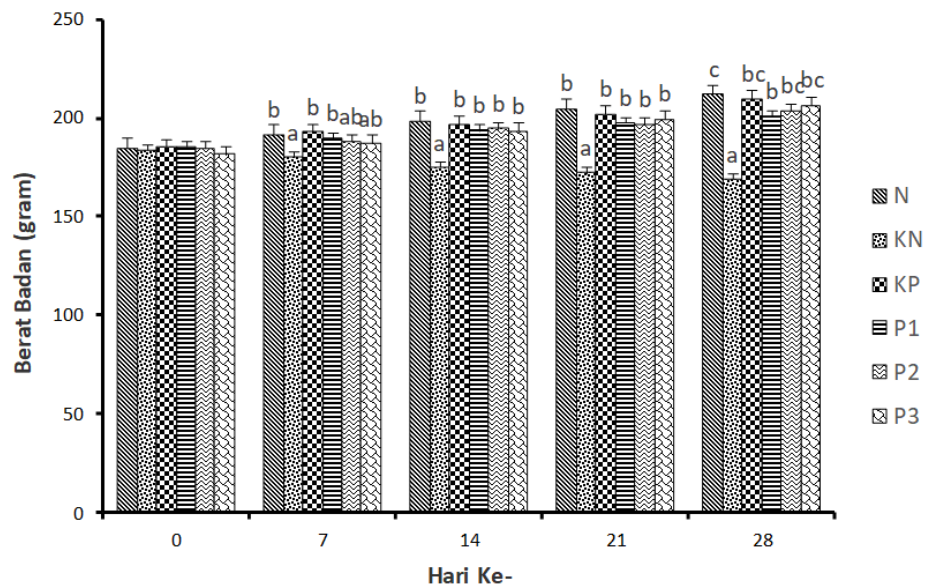 250
200
150
100
50
0
Berat Badan (gram)
b a b b ab ab
b a b b b b
b a b b b b
c a bc b bc bc
0 7 14 21 28
Hari Ke-
N
KN
KP
P1
P2
P3